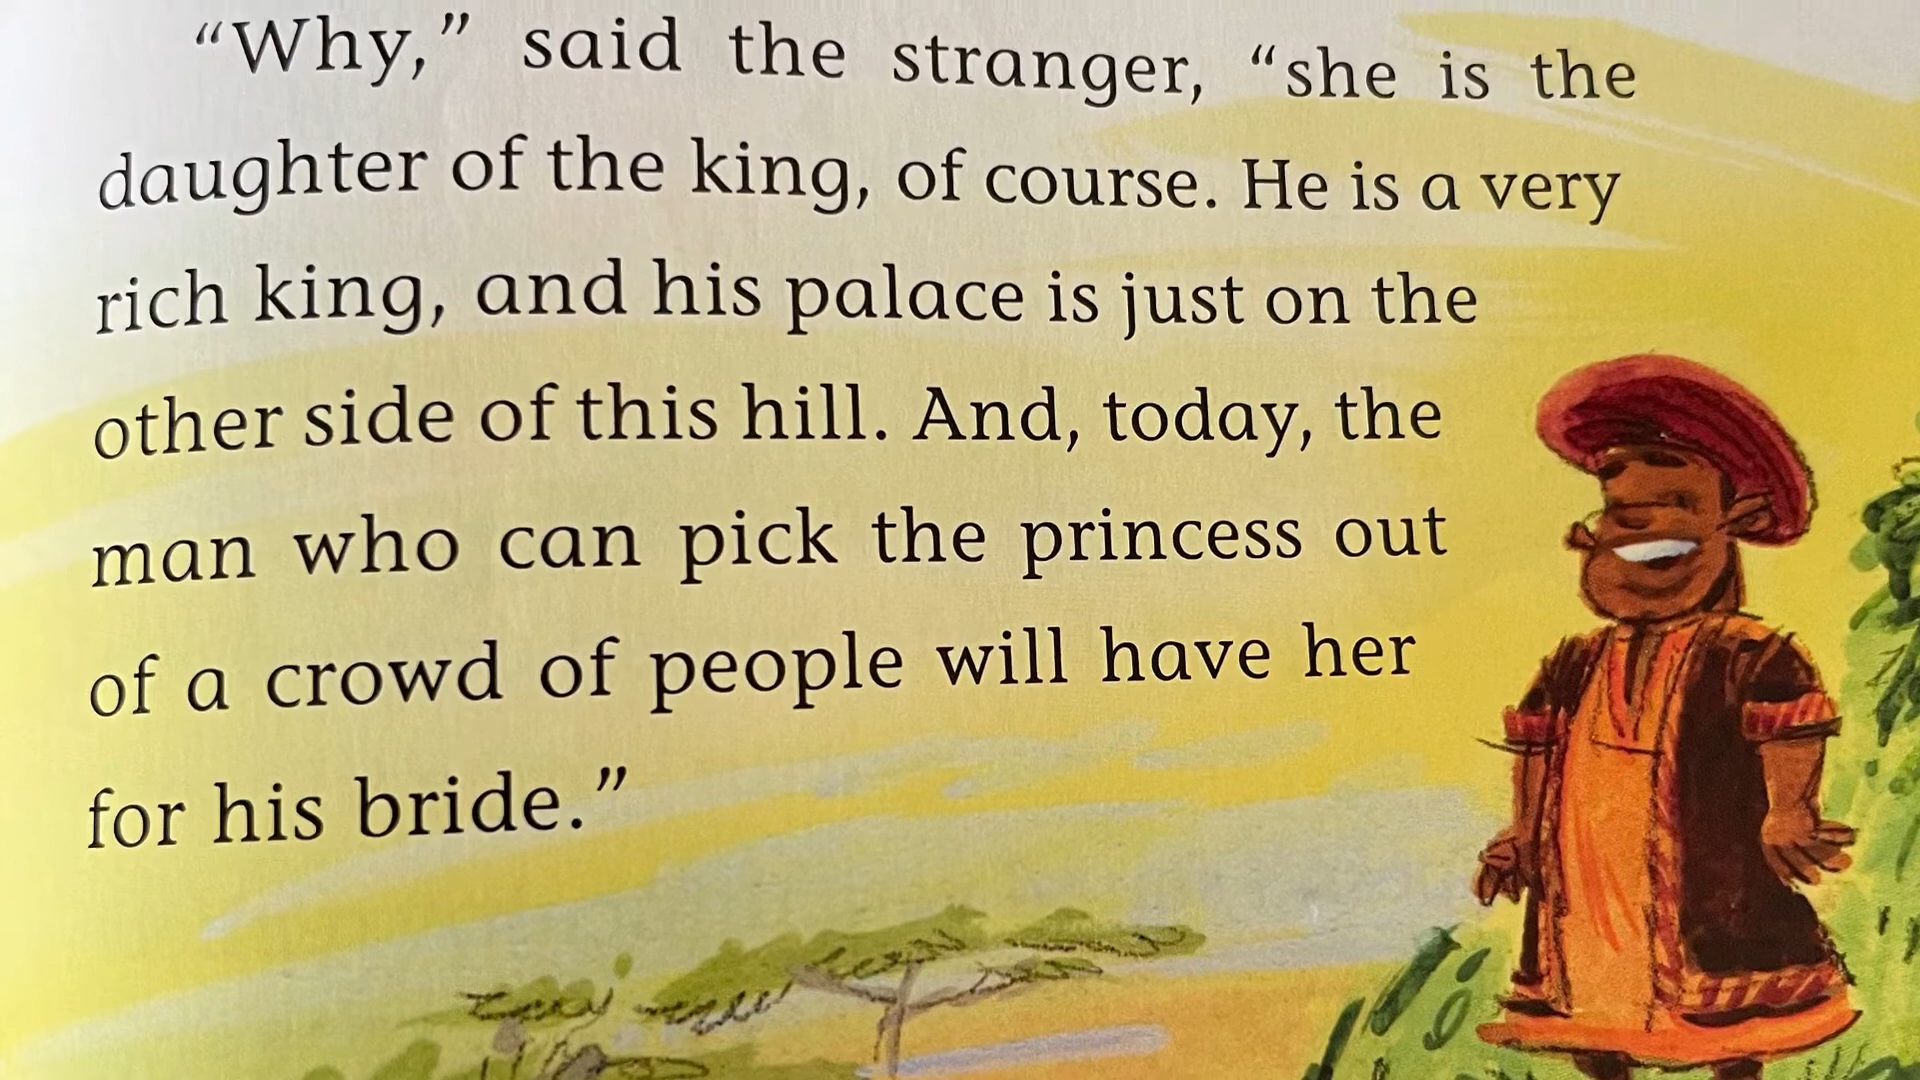 “Why,” said the stranger, “she is the
daughter of the king, of course. He is a very
rich king, and his palace is just on the
other side of this hill. And, today, the
man who can pick the princess out
of a crowd of people will have her
for his bride.”